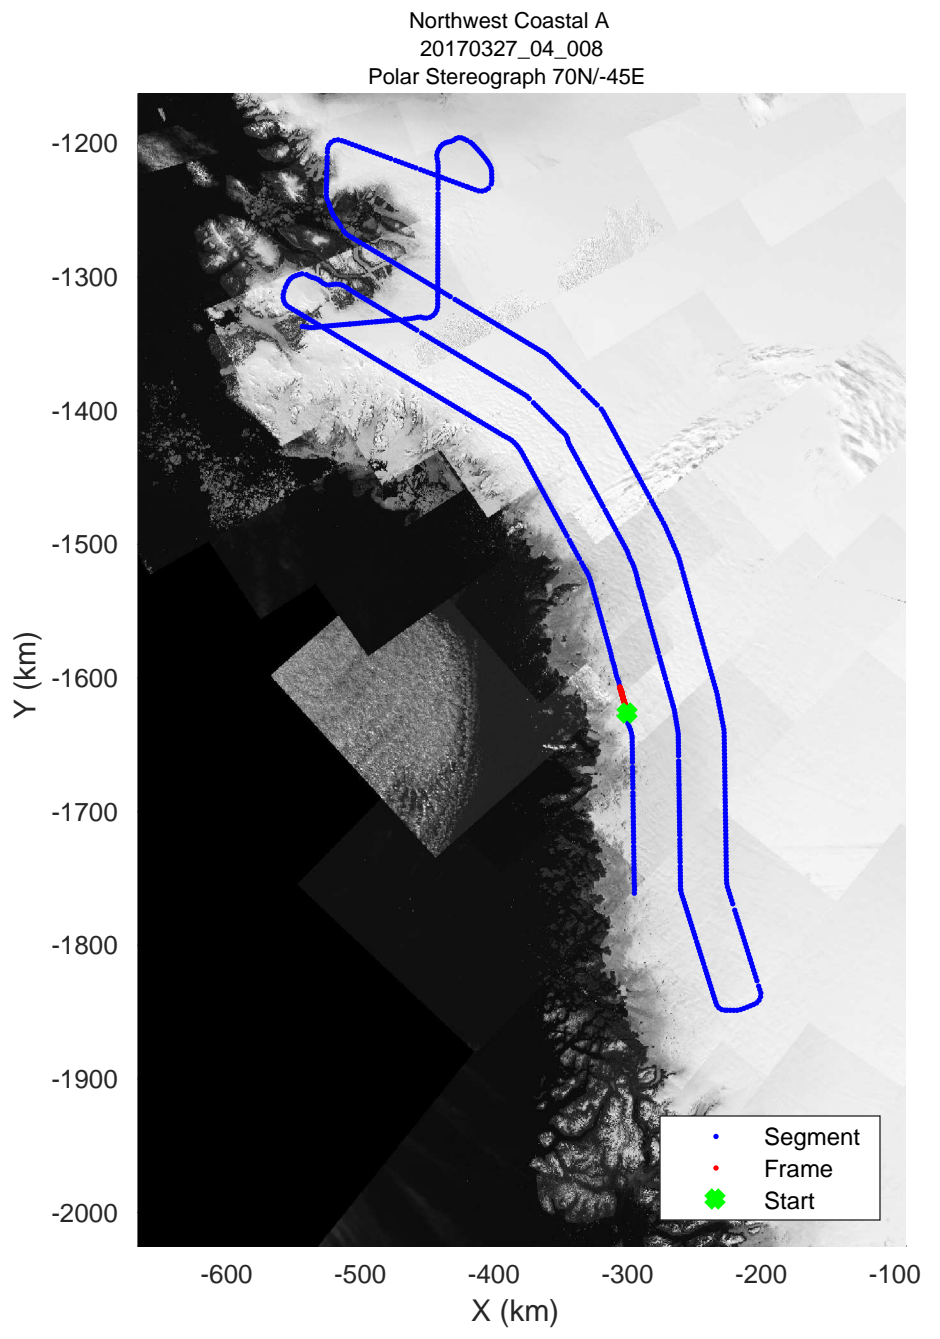 Northwest Coastal A
20170327_04_008
Polar Stereograph 70N/-45E
-1200
-1300
-1400
-1500
-1600
-1700
-1800
-1900
-2000
Y (km)
Segment
Frame
Start
-600 -500 -400 -300 -200 -100
X (km)